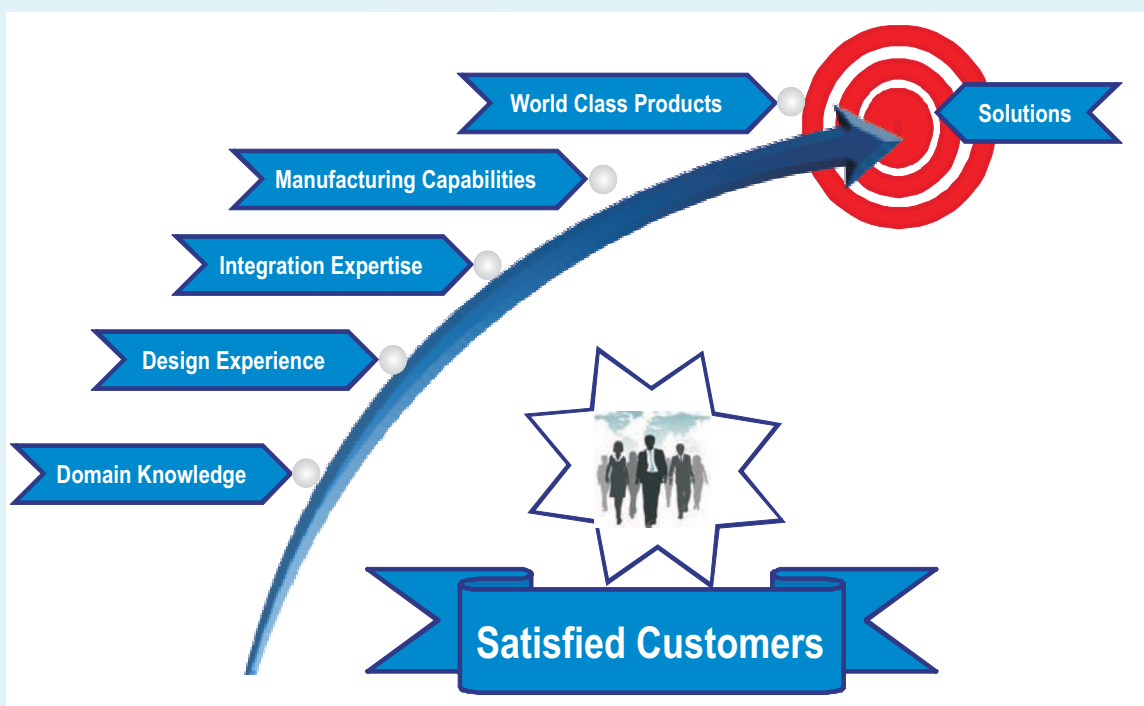 World Class Products
Solutions
Manufacturing Capabilities
Integration Expertise
Design Experience
Domain Knowledge
Satisfied Customers